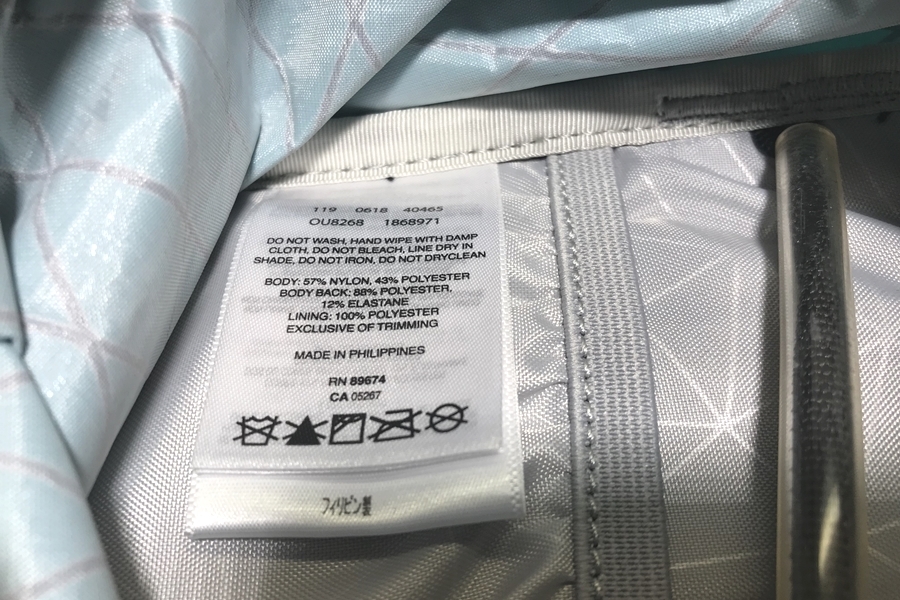 119 0618 40465
OU8268 1868971
DO NOT WASH, HAND WIPE WITH DAMP
CLOTH, DO NOT BLEACH, LINE DRY IN
SHADE, DO NOT IRON, DO NOT DRYCLEAN
BODY: 57% NYLON, 43% POLYESTER
BODY BACK: 88% POLYESTER,
12% ELASTANE
LINING: 100% POLYESTER
EXCLUSIVE OF TRIMMING
MADE IN PHILIPPINES
RN 89674
CA 05267
フィリピン製